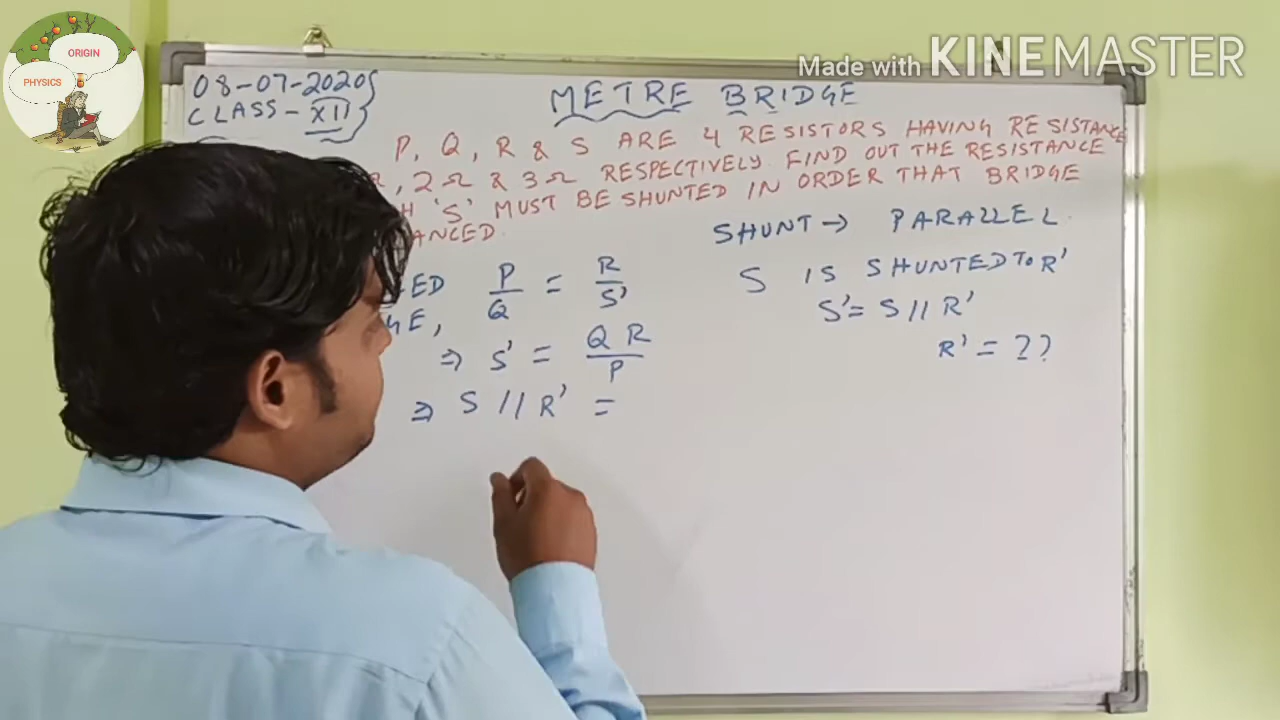 ORIGIN
PHYSICS
Made with KINEMASTER
08-07-2020
CLASS - XII
METRE BRIDGE
P, Q, R & S ARE 4 RESISTORS HAVING RESISTANCE
, 2Ω & 3Ω RESPECTIVELY. FIND OUT THE RESISTANCE
'S' MUST BE SHUNTED IN ORDER THAT BRIDGE
ANCED.
SHUNT → PARALLEL.
S IS SHUNTED TO R'
S' = S // R'
R' = ??
P/Q = R/S'
⇒ S' = QR/P
⇒ S // R' =